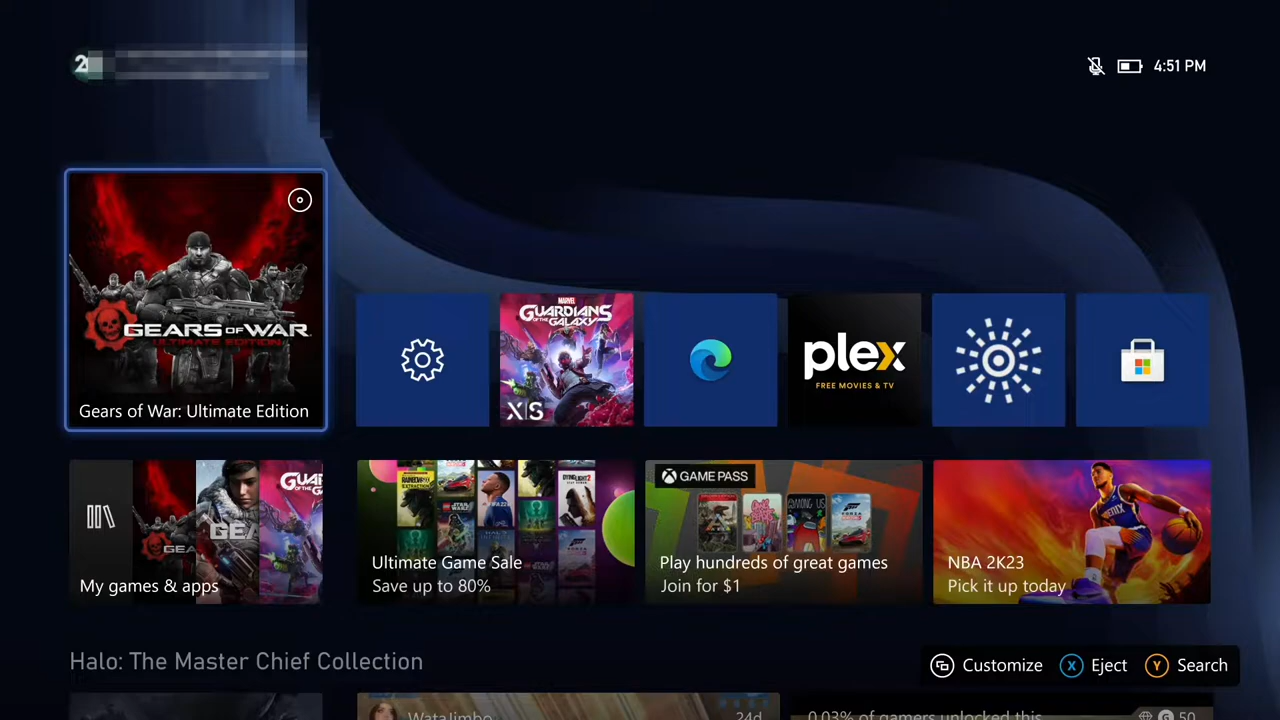 2
4:51 PM
GEARS OF WAR
ULTIMATE EDITION
Gears of War: Ultimate Edition
MARVEL
GUARDIANS
OF THE
GALAXY
X|S
plex
FREE MOVIES & TV
My games & apps
Ultimate Game Sale
Save up to 80%
GAME PASS
Play hundreds of great games
Join for $1
NBA 2K23
Pick it up today
Halo: The Master Chief Collection
Customize
X Eject
Y Search
WataJimbo
24d
0.03% of gamers unlocked this
G 50